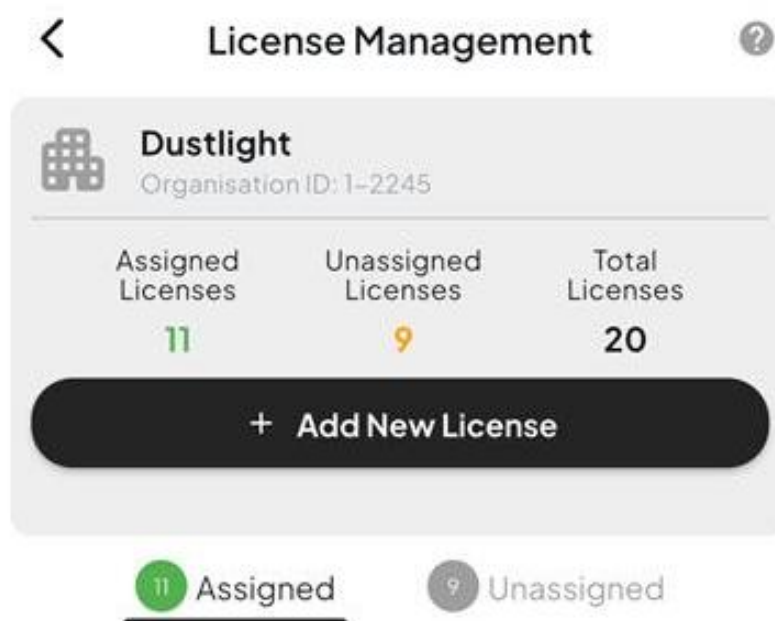 License Management
?
Dustlight
Organisation ID: 1-2245
Assigned Unassigned Total
Licenses Licenses Licenses
11 9 20
+ Add New License
11 Assigned 9 Unassigned